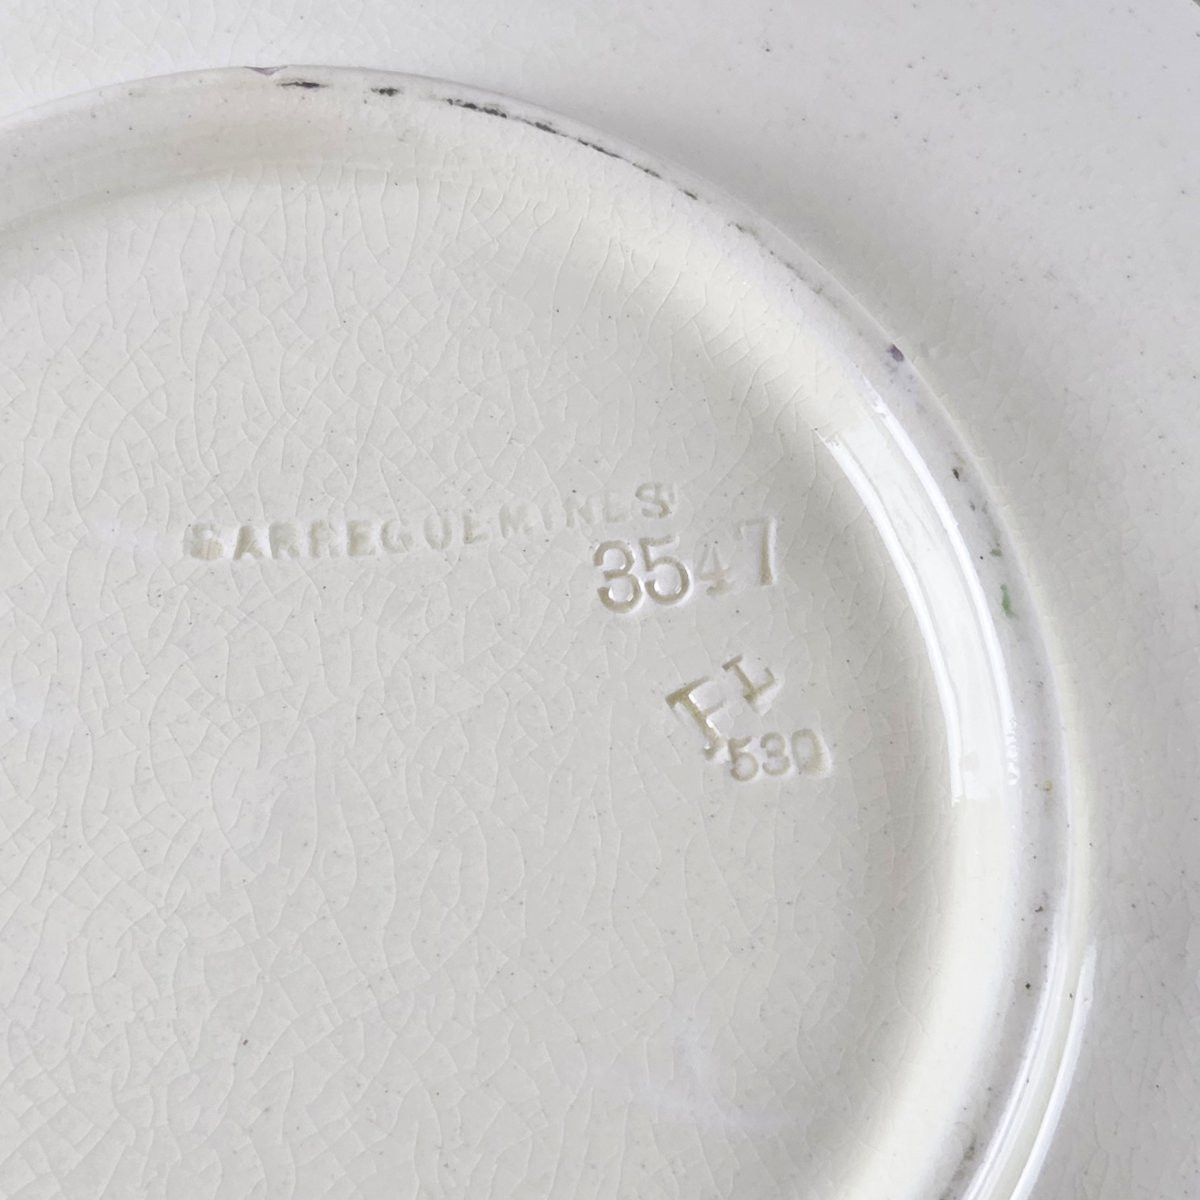 SARREGUEMINES
3547
FL
530